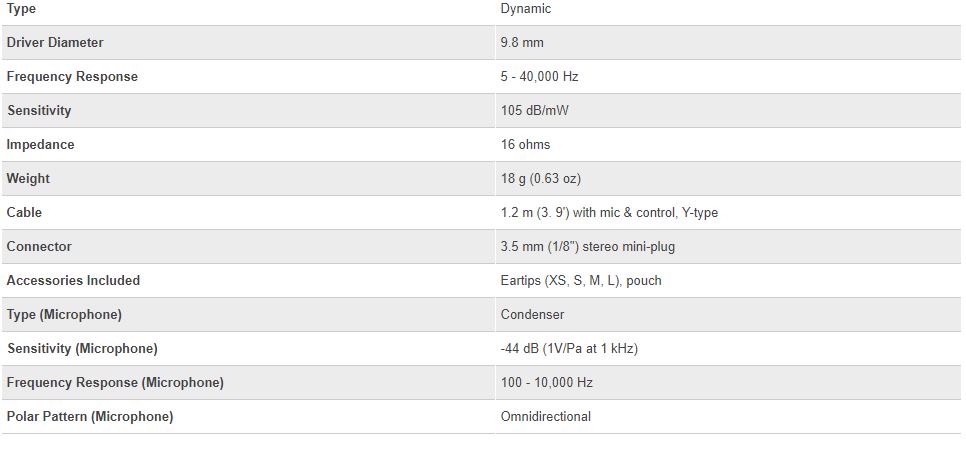 Type Dynamic
Driver Diameter 9.8 mm
Frequency Response 5 - 40,000 Hz
Sensitivity 105 dB/mW
Impedance 16 ohms
Weight 18 g (0.63 oz)
Cable 1.2 m (3. 9') with mic & control, Y-type
Connector 3.5 mm (1/8") stereo mini-plug
Accessories Included Eartips (XS, S, M, L), pouch
Type (Microphone) Condenser
Sensitivity (Microphone) -44 dB (1V/Pa at 1 kHz)
Frequency Response (Microphone) 100 - 10,000 Hz
Polar Pattern (Microphone) Omnidirectional